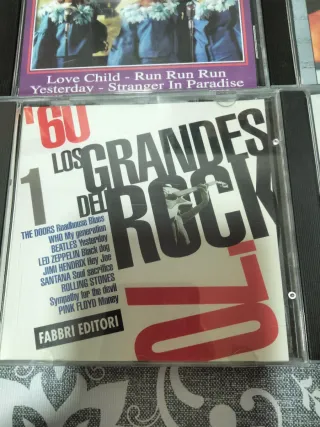 Love Child - Run Run Run
Yesterday - Stranger In Paradise
'60
1
LOS GRANDES
DEL ROCK
THE DOORS Roadhouse Blues
WHO My generation
BEATLES Yesterday
LED ZEPPELIN Black dog
JIMI HENDRIX Hey Joe
SANTANA Soul sacrifice
ROLLING STONES
Sympathy for the devil
PINK FLOYD Money
FABBRI EDITORI
'70